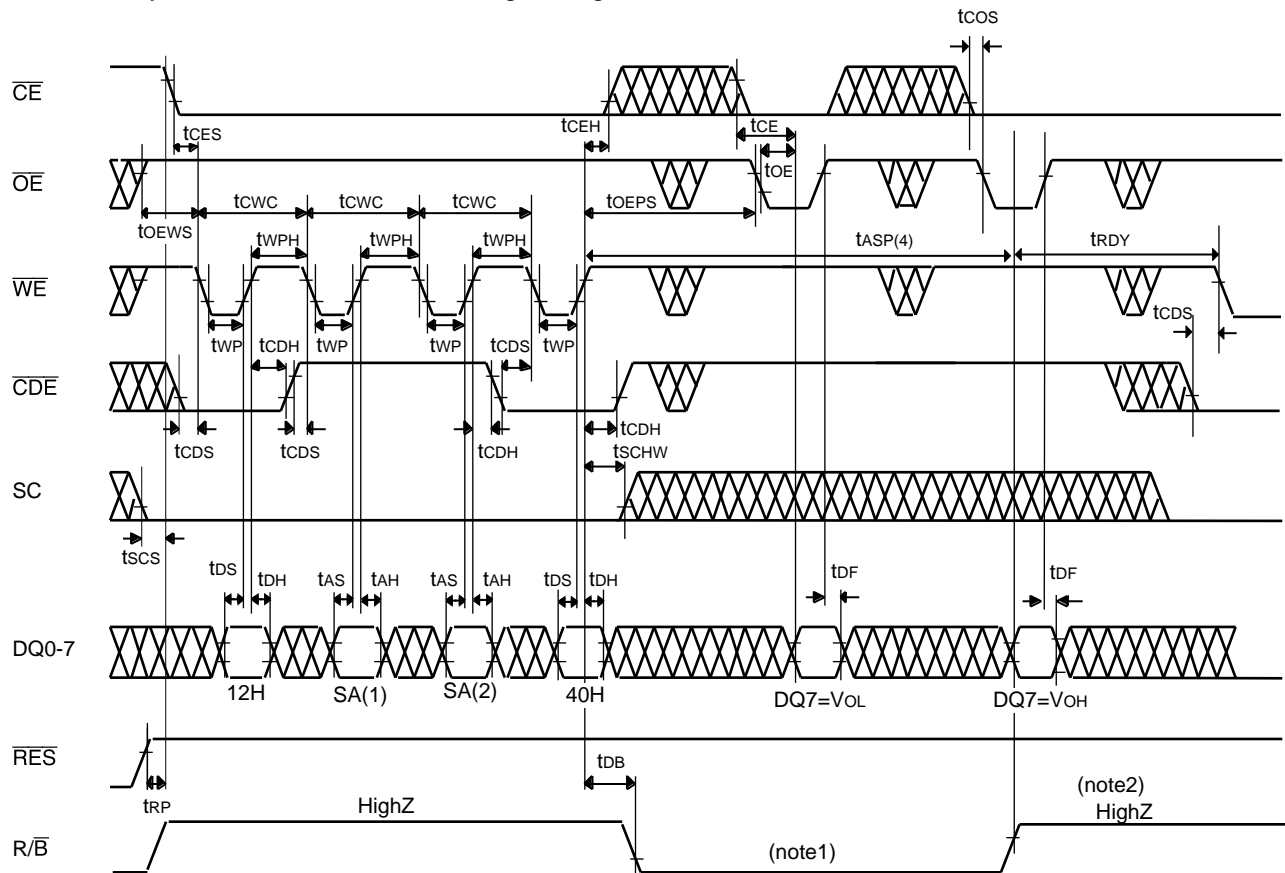 tCOS
CE
tCES
tCEH
tCE
OE
tOE
tCWC tCWC tCWC
tOEWS
tOEPS
tWPH tWPH tWPH
tASP(4)
tRDY
WE
tCDS
tWP tCDH tWP tWP tCDS tWP
CDE
tCDS tCDS tCDH tCDH
tSCHW
SC
tSCS
tDS tDH tAS tAH tAS tAH tDS tDH
tDF tDF
DQ0-7
12H SA(1) SA(2) 40H DQ7=VOL DQ7=VOH
RES
tDB
tRP
HighZ
(note2)
HighZ
R/B
(note1)